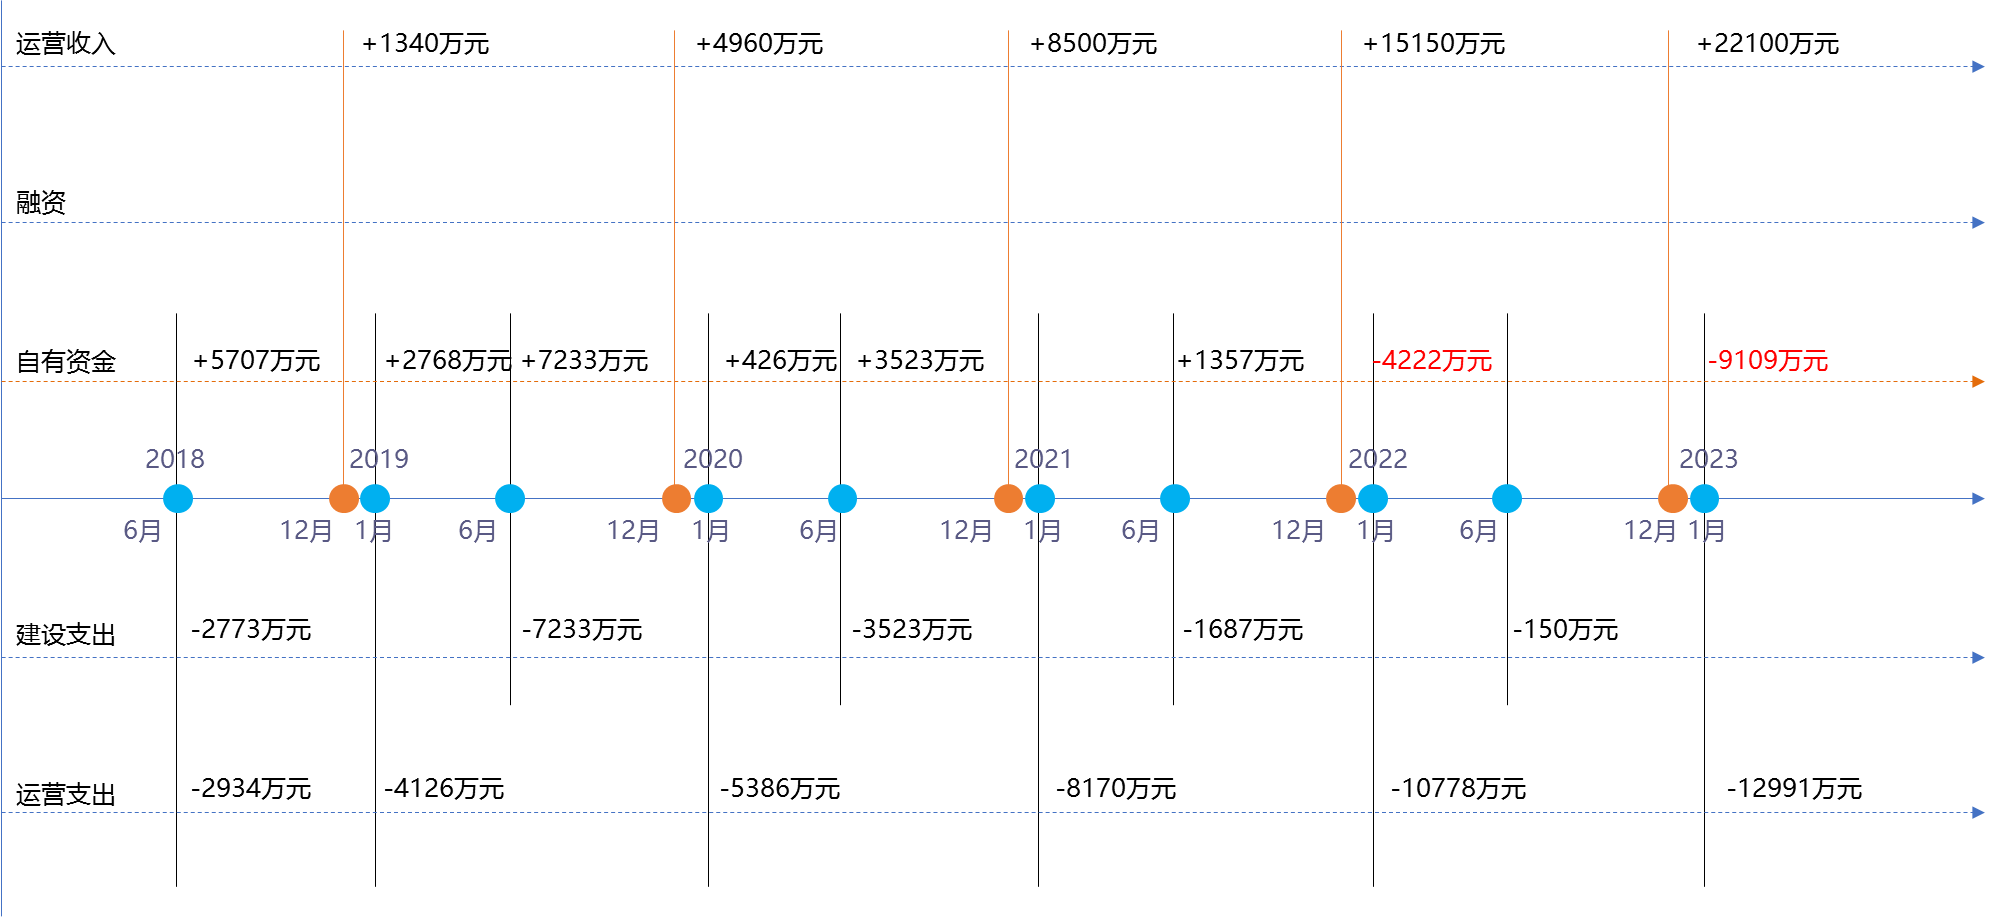 运营收入 +1340万元 +4960万元 +8500万元 +15150万元 +22100万元
融资
自有资金 +5707万元 +2768万元 +7233万元 +426万元 +3523万元 +1357万元 -4222万元 -9109万元
2018 2019 2020 2021 2022 2023
6月 12月 1月 6月 12月 1月 6月 12月 1月 6月 12月 1月 6月 12月 1月
建设支出 -2773万元 -7233万元 -3523万元 -1687万元 -150万元
运营支出 -2934万元 -4126万元 -5386万元 -8170万元 -10778万元 -12991万元